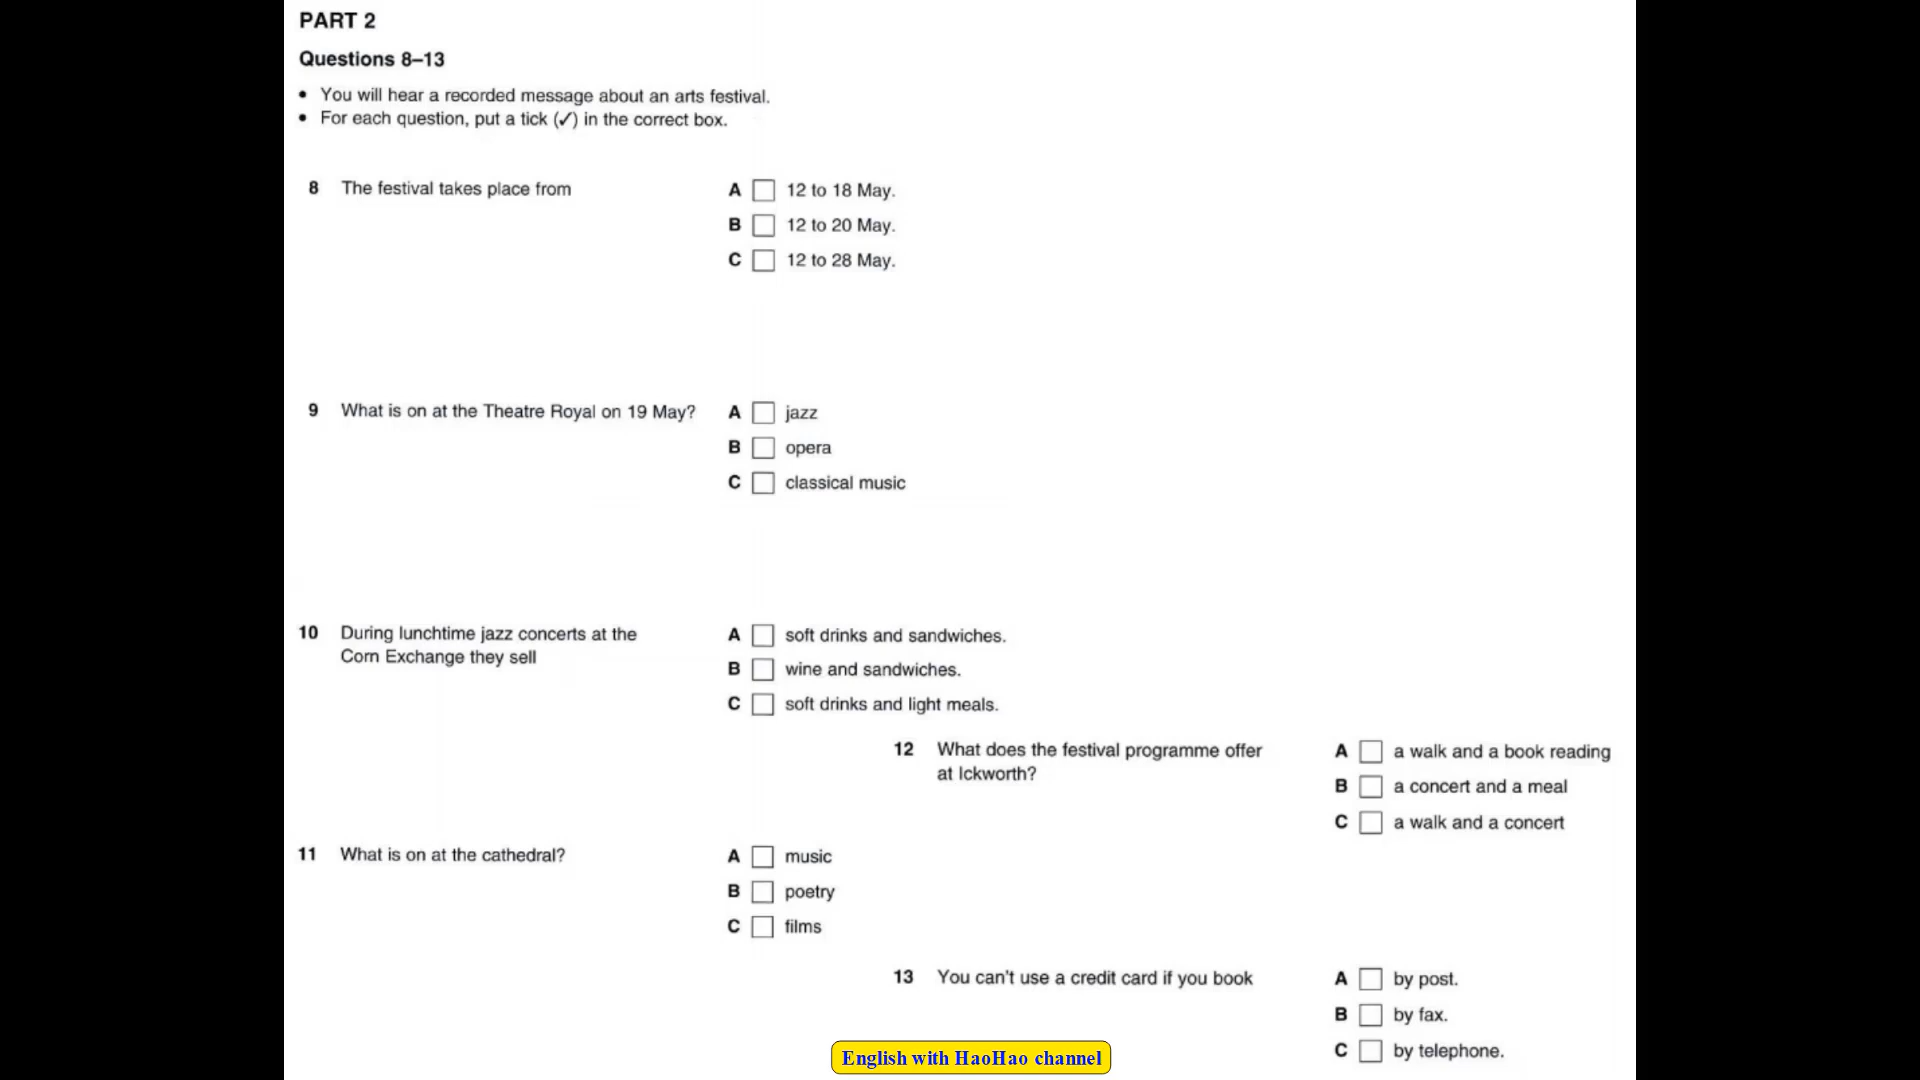 PART 2
Questions 8–13
• You will hear a recorded message about an arts festival.
• For each question, put a tick (✓) in the correct box.
8 The festival takes place from
A 12 to 18 May.
B 12 to 20 May.
C 12 to 28 May.
9 What is on at the Theatre Royal on 19 May?
A jazz
B opera
C classical music
10 During lunchtime jazz concerts at the
Corn Exchange they sell
A soft drinks and sandwiches.
B wine and sandwiches.
C soft drinks and light meals.
11 What is on at the cathedral?
A music
B poetry
C films
12 What does the festival programme offer
at Ickworth?
A a walk and a book reading
B a concert and a meal
C a walk and a concert
13 You can't use a credit card if you book
A by post.
B by fax.
C by telephone.
English with HaoHao channel